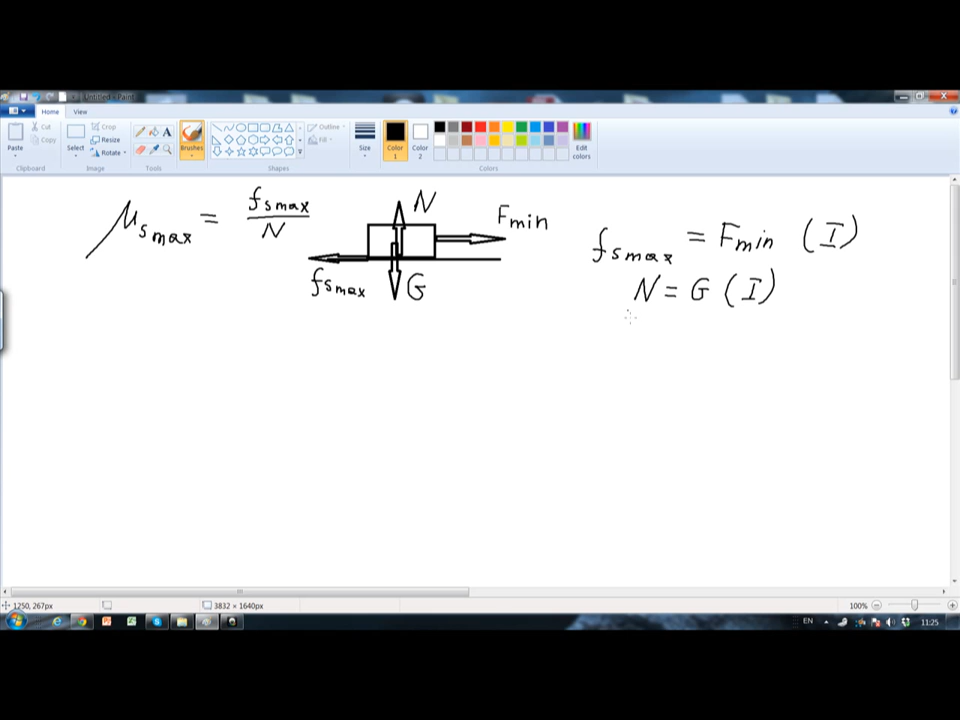 Untitled - Paint
Home View
Paste
Cut
Copy
Select
Crop
Resize
Rotate
Brushes
Outline
Fill
Size
Color 1
Color 2
Edit colors
Clipboard Image Tools Shapes Colors
μs max = fs max / N
N
Fmin
fs max
G
fs max = Fmin (I)
N = G (I)
1250, 267px 3832 × 1640px 100%
EN 11:25